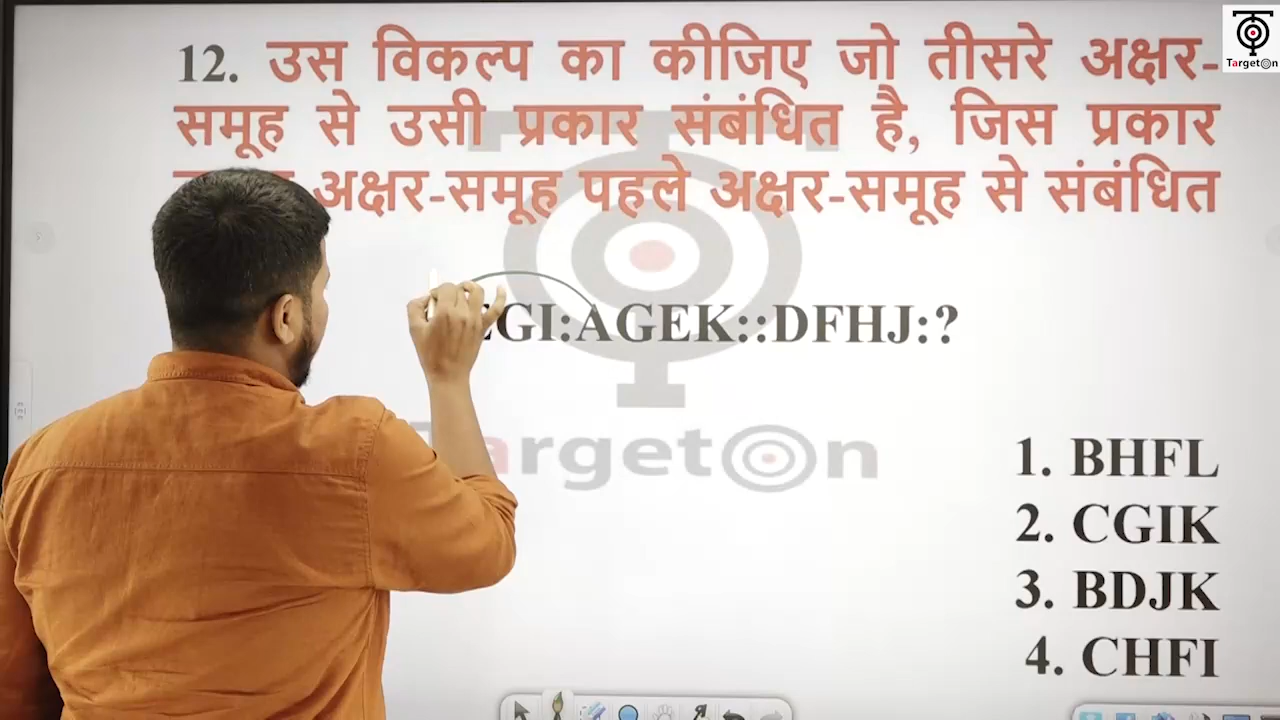 TargetOn
12. उस विकल्प का कीजिए जो तीसरे अक्षर-
समूह से उसी प्रकार संबंधित है, जिस प्रकार
अक्षर-समूह पहले अक्षर-समूह से संबंधित
GI:AGEK::DFHJ:?
TargetOn
1. BHFL
2. CGIK
3. BDJK
4. CHFI